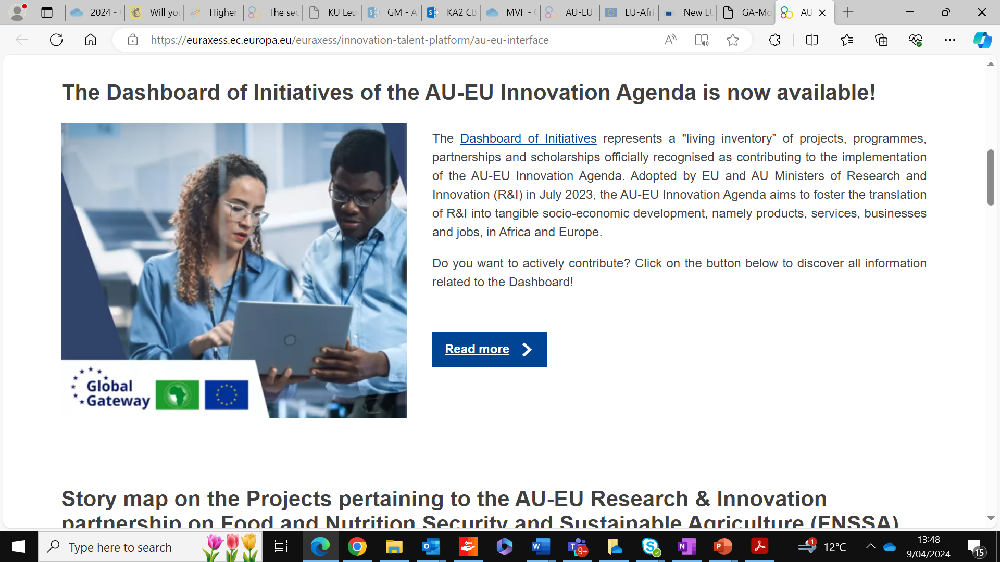 2024 -
Will you
Higher
The sec
KU Leu
GM - A
KA2 CB
MVF - 
AU-EU
EU-Afri
New EU
GA-Mo
AU
https://euraxess.ec.europa.eu/euraxess/innovation-talent-platform/au-eu-interface
The Dashboard of Initiatives of the AU-EU Innovation Agenda is now available!
The Dashboard of Initiatives represents a "living inventory” of projects, programmes,
partnerships and scholarships officially recognised as contributing to the implementation
of the AU-EU Innovation Agenda. Adopted by EU and AU Ministers of Research and
Innovation (R&I) in July 2023, the AU-EU Innovation Agenda aims to foster the translation
of R&I into tangible socio-economic development, namely products, services, businesses
and jobs, in Africa and Europe.
Do you want to actively contribute? Click on the button below to discover all information
related to the Dashboard!
Read more
Global
Gateway
Story map on the Projects pertaining to the AU-EU Research & Innovation
partnership on Food and Nutrition Security and Sustainable Agriculture (FNSSA)
Type here to search
9+
1
12°C
13:48
9/04/2024
15